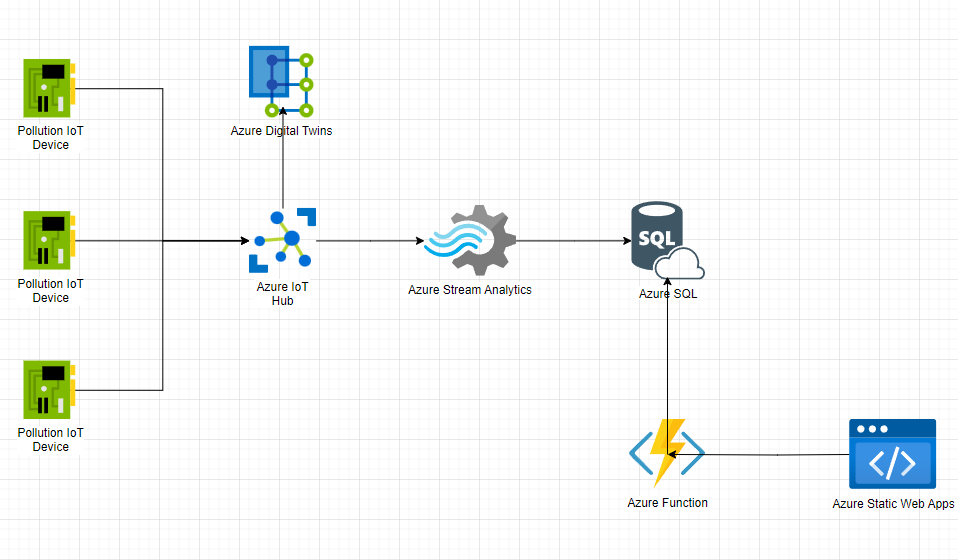 Pollution IoT
Device
Azure Digital Twins
Pollution IoT
Device
Azure IoT
Hub
Azure Stream Analytics
SQL
Azure SQL
Pollution IoT
Device
Azure Function
</>
Azure Static Web Apps